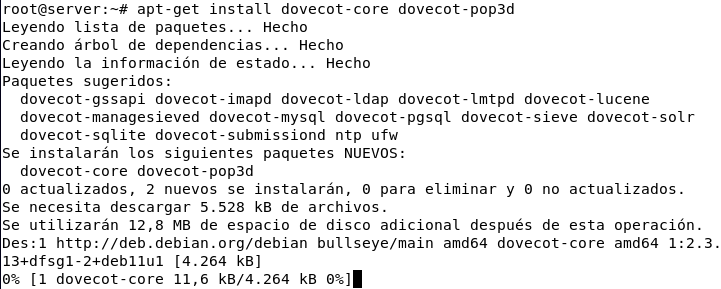 root@server:~# apt-get install dovecot-core dovecot-pop3d
Leyendo lista de paquetes... Hecho
Creando árbol de dependencias... Hecho
Leyendo la información de estado... Hecho
Paquetes sugeridos:
  dovecot-gssapi dovecot-imapd dovecot-ldap dovecot-lmtpd dovecot-lucene
  dovecot-managesieved dovecot-mysql dovecot-pgsql dovecot-sieve dovecot-solr
  dovecot-sqlite dovecot-submissiond ntp ufw
Se instalarán los siguientes paquetes NUEVOS:
  dovecot-core dovecot-pop3d
0 actualizados, 2 nuevos se instalarán, 0 para eliminar y 0 no actualizados.
Se necesita descargar 5.528 kB de archivos.
Se utilizarán 12,8 MB de espacio de disco adicional después de esta operación.
Des:1 http://deb.debian.org/debian bullseye/main amd64 dovecot-core amd64 1:2.3.
13+dfsg1-2+deb11u1 [4.264 kB]
0% [1 dovecot-core 11,6 kB/4.264 kB 0%]